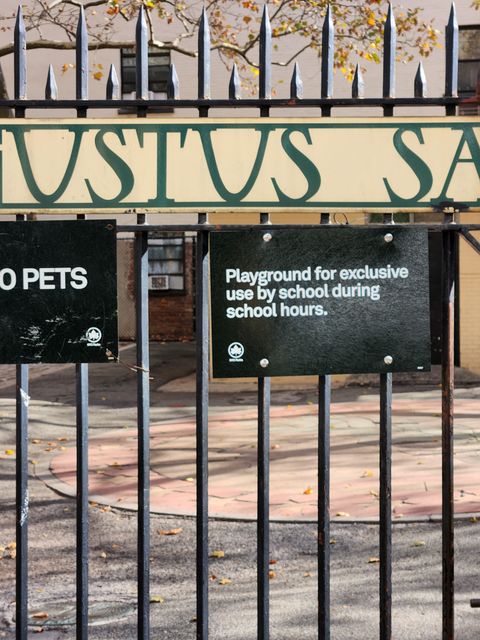 USTUS SA
O PETS
Playground for exclusive
use by school during
school hours.